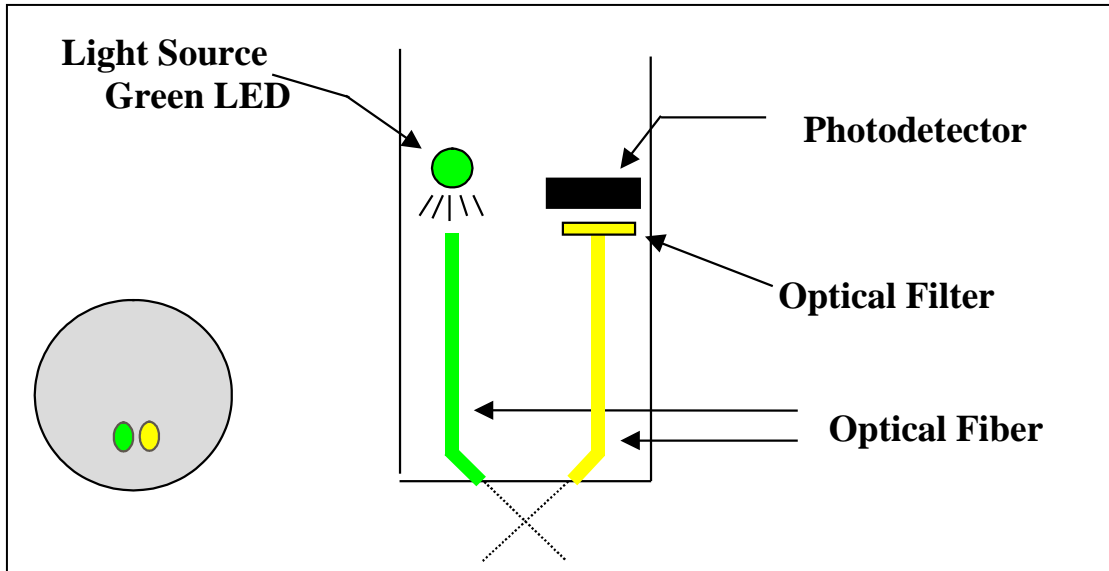 Light Source
Green LED
Photodetector
Optical Filter
Optical Fiber